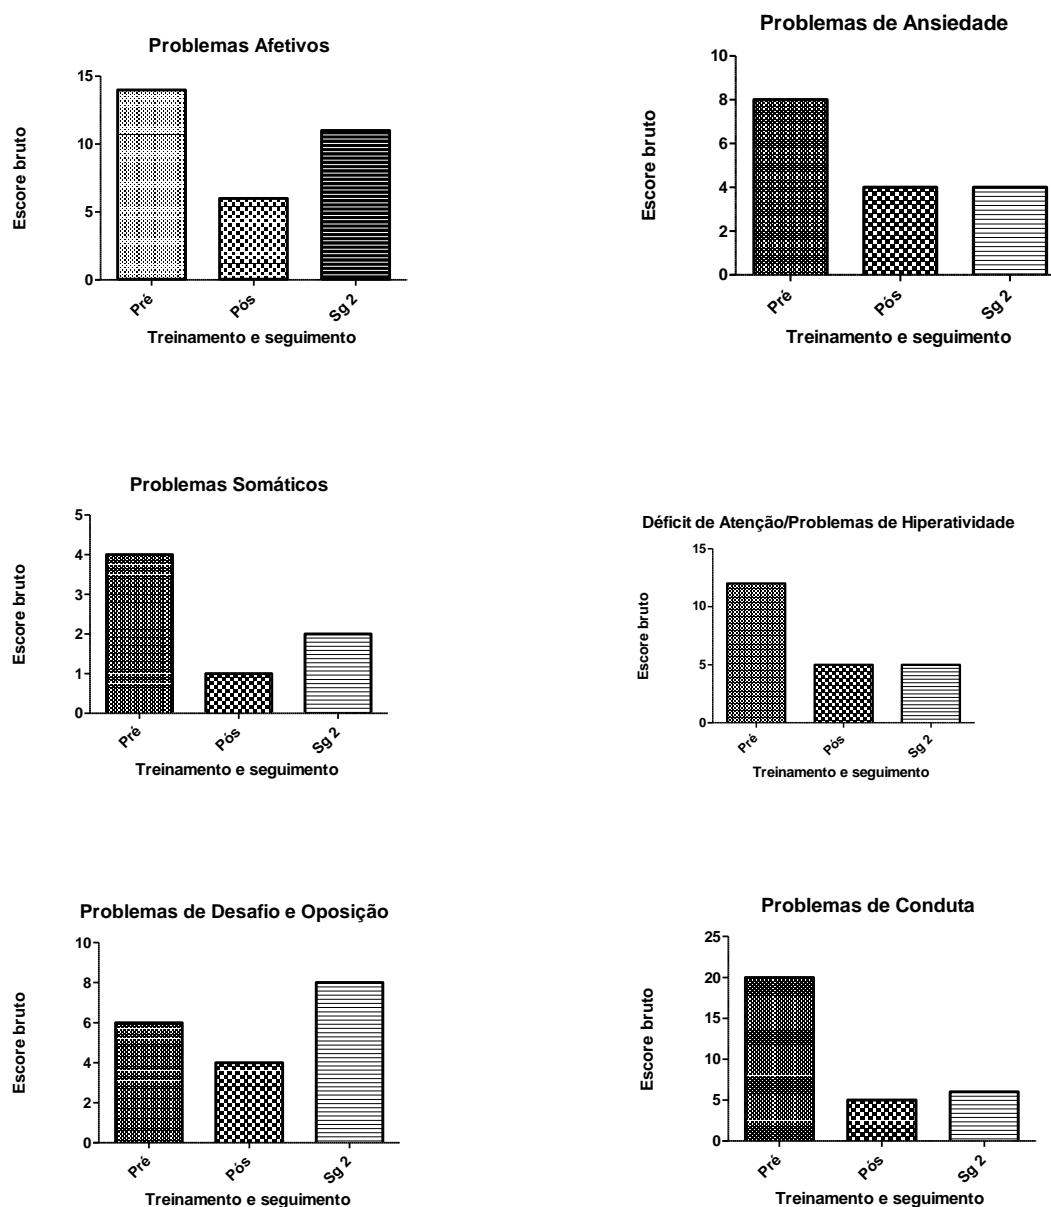 Problemas Afetivos
15
10
5
0
Escore bruto
Pré
Pós
Sg 2
Treinamento e seguimento
Problemas de Ansiedade
10
8
6
4
2
0
Escore bruto
Pré
Pós
Sg 2
Treinamento e seguimento
Problemas Somáticos
5
4
3
2
1
0
Escore bruto
Pré
Pós
Sg 2
Treinamento e seguimento
Déficit de Atenção/Problemas de Hiperatividade
15
10
5
0
Escore bruto
Pré
Pós
Sg 2
Treinamento e seguimento
Problemas de Desafio e Oposição
10
8
6
4
2
0
Escore bruto
Pré
Pós
Sg 2
Treinamento e seguimento
Problemas de Conduta
25
20
15
10
5
0
Escore bruto
Pré
Pós
Sg 2
Treinamento e seguimento